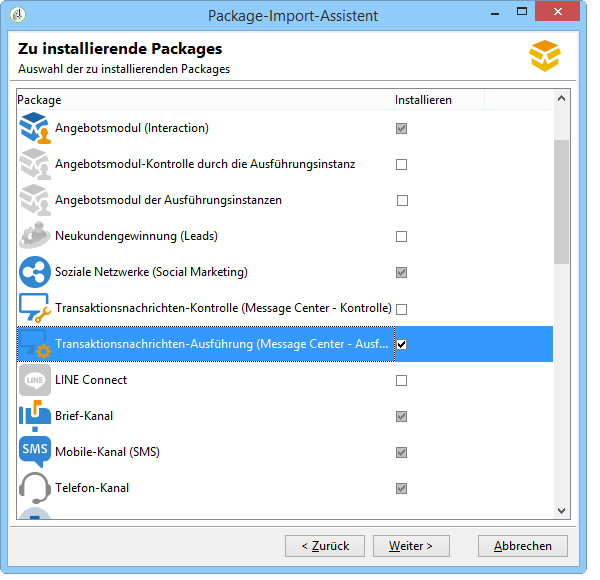 Package-Import-Assistent
Zu installierende Packages
Auswahl der zu installierenden Packages
Package Installieren
Angebotsmodul (Interaction)
Angebotsmodul-Kontrolle durch die Ausführungsinstanz
Angebotsmodul der Ausführungsinstanzen
Neukundengewinnung (Leads)
Soziale Netzwerke (Social Marketing)
Transaktionsnachrichten-Kontrolle (Message Center - Kontrolle)
Transaktionsnachrichten-Ausführung (Message Center - Ausf...
LINE LINE Connect
Brief-Kanal
SMS Mobile-Kanal (SMS)
Telefon-Kanal
< Zurück Weiter > Abbrechen